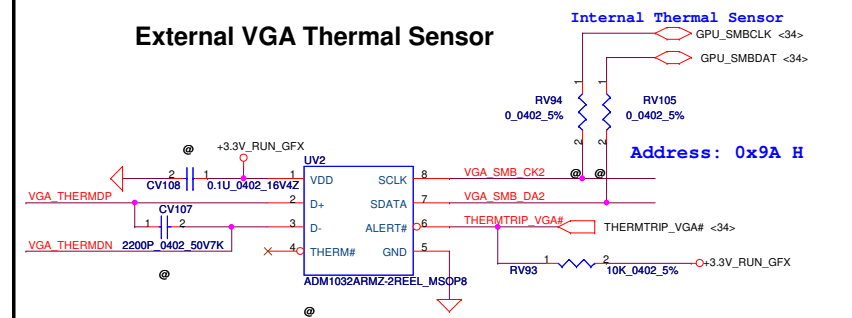 Internal Thermal Sensor
External VGA Thermal Sensor
GPU_SMBCLK <34>
GPU_SMBDAT <34>
1
1
RV94
0_0402_5%
RV105
0_0402_5%
2
2
Address: 0x9A H
@
+3.3V_RUN_GFX
UV2
@
@
2
1
CV108
0.1U_0402_16V4Z
1
VDD
SCLK
8
VGA_SMB_CK2
VGA_THERMDP
2
D+
SDATA
7
VGA_SMB_DA2
CV107
1
2
3
D-
ALERT#
6
THERMTRIP_VGA#
THERMTRIP_VGA# <34>
VGA_THERMDN
2200P_0402_50V7K
4
THERM#
GND
5
RV93
1
2
10K_0402_5%
+3.3V_RUN_GFX
@
ADM1032ARMZ-2REEL_MSOP8
@